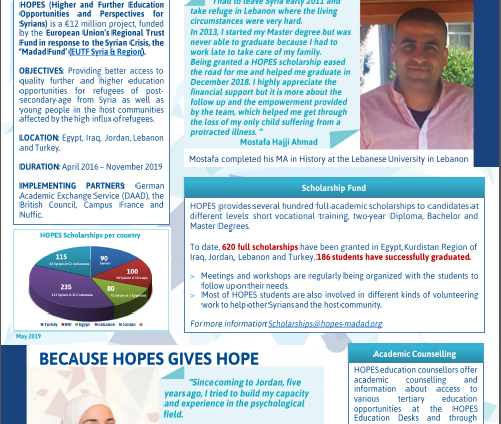 HOPES (Higher and Further Education
Opportunities and Perspectives for
Syrians) is a €12 million project, funded
by the European Union's Regional Trust
Fund in response to the Syrian Crisis, the
"Madad Fund" (EUTF Syria & Region).
OBJECTIVES: Providing better access to
quality further and higher education
opportunities for refugees of post-
secondary-age from Syria as well as
young people in the host communities
affected by the high influx of refugees.
LOCATION: Egypt, Iraq, Jordan, Lebanon
and Turkey.
DURATION: April 2016 – November 2019
IMPLEMENTING PARTNERS: German
Academic Exchange Service (DAAD), the
British Council, Campus France and
Nuffic.
HOPES Scholarships per country
115
90
100
235
80
Turkey
Egypt
Lebanon
Jordan
May 2019
"I had to leave Syria early 2011 and
take refuge in Lebanon where the living
circumstances were very hard.
In 2013, I started my Master degree but was
never able to graduate because I had to
work late to take care of my family.
Being granted a HOPES scholarship eased
the road for me and helped me graduate in
December 2018. I highly appreciate the
financial support but it is more about the
follow up and the empowerment provided
by the team, which helped me get through
the loss of my only child suffering from a
protracted illness. "
Mostafa Hajji Ahmad
Mostafa completed his MA in History at the Lebanese University in Lebanon
Scholarship Fund
HOPES provides several hundred full academic scholarships to candidates at
different levels: short vocational training, two-year Diploma, Bachelor and
Master Degrees.
To date, 620 full scholarships have been granted in Egypt, Kurdistan Region of
Iraq, Jordan, Lebanon and Turkey. 186 students have successfully graduated.
> Meetings and workshops are regularly being organized with the students to
follow up on their needs.
> Most of HOPES students are also involved in different kinds of volunteering
work to help other Syrians and the host community.
For more information Scholarships@hopes-madad.org
BECAUSE HOPES GIVES HOPE
"Since coming to Jordan, five
years ago, I tried to build my capacity
and experience in the psychological
field.
Academic Counselling
HOPES education counsellors offer
academic counselling and
information about access to
various tertiary education
opportunities at the HOPES
Education Desks and through